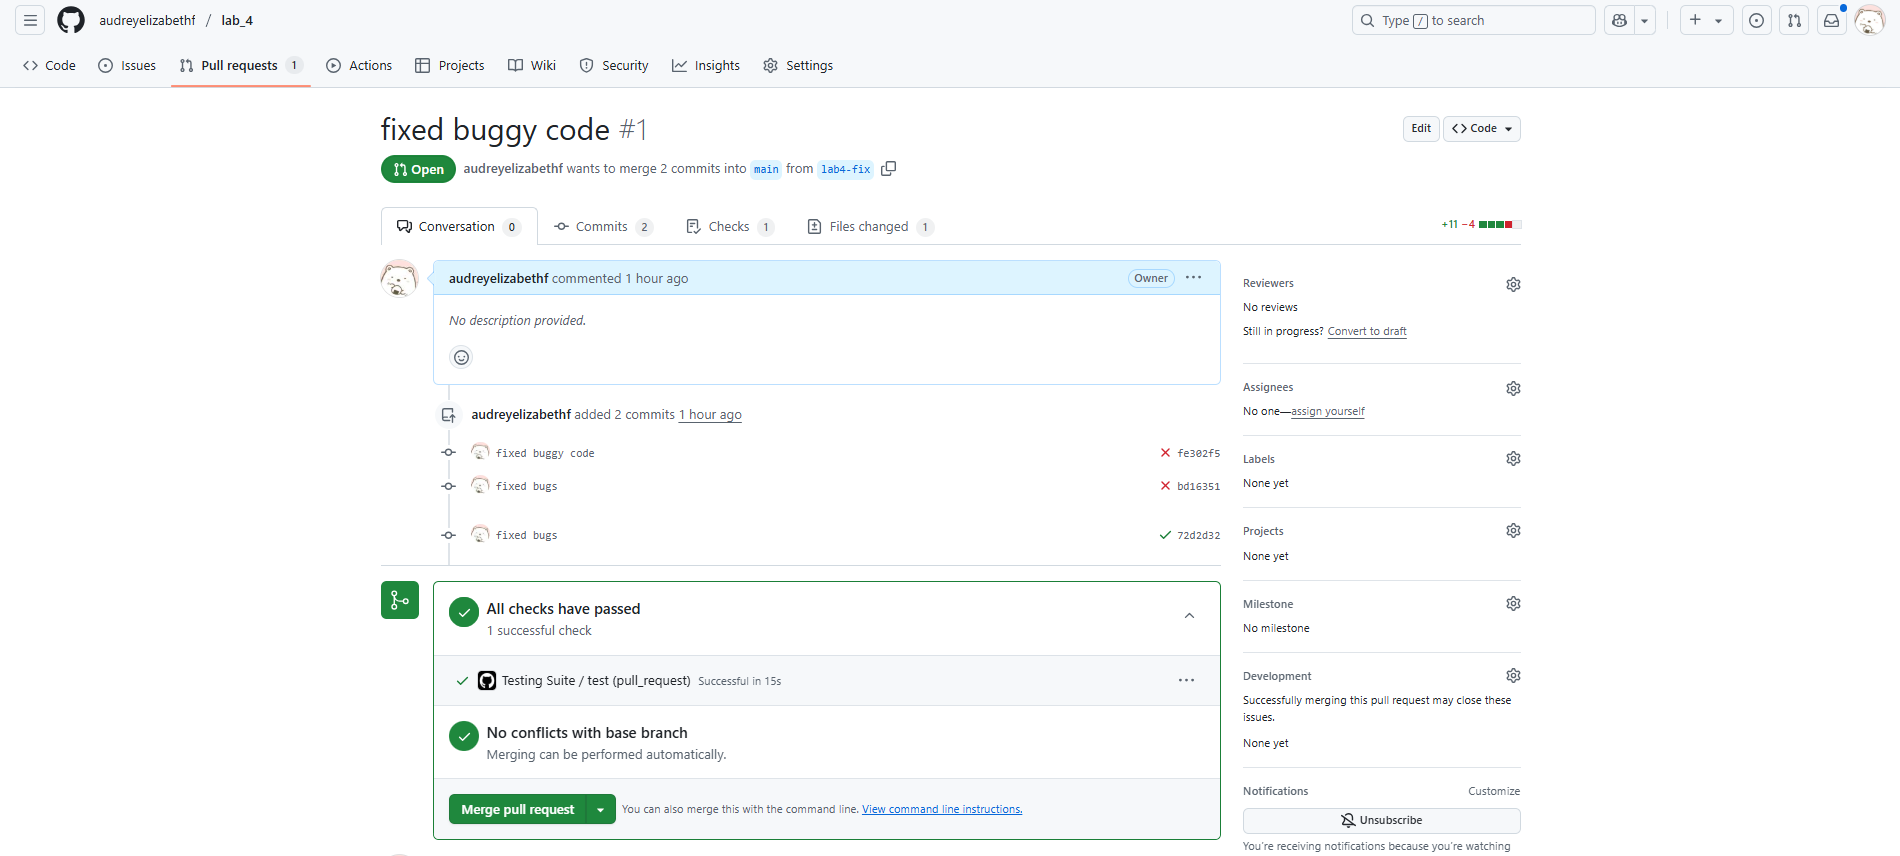 audreyelizabethf / lab_4
Type / to search
Code
Issues
Pull requests 1
Actions
Projects
Wiki
Security
Insights
Settings
fixed buggy code #1
Edit
Code
Open
audreyelizabethf wants to merge 2 commits into main from lab4-fix
Conversation 0
Commits 2
Checks 1
Files changed 1
+11 −4
audreyelizabethf commented 1 hour ago
Owner
No description provided.
audreyelizabethf added 2 commits 1 hour ago
fixed buggy code
fe302f5
fixed bugs
bd16351
fixed bugs
72d2d32
All checks have passed
1 successful check
Testing Suite / test (pull_request) Successful in 15s
No conflicts with base branch
Merging can be performed automatically.
Merge pull request
You can also merge this with the command line. View command line instructions.
Reviewers
No reviews
Still in progress? Convert to draft
Assignees
No one—assign yourself
Labels
None yet
Projects
None yet
Milestone
No milestone
Development
Successfully merging this pull request may close these
issues.
None yet
Notifications
Customize
Unsubscribe
You're receiving notifications because you're watching